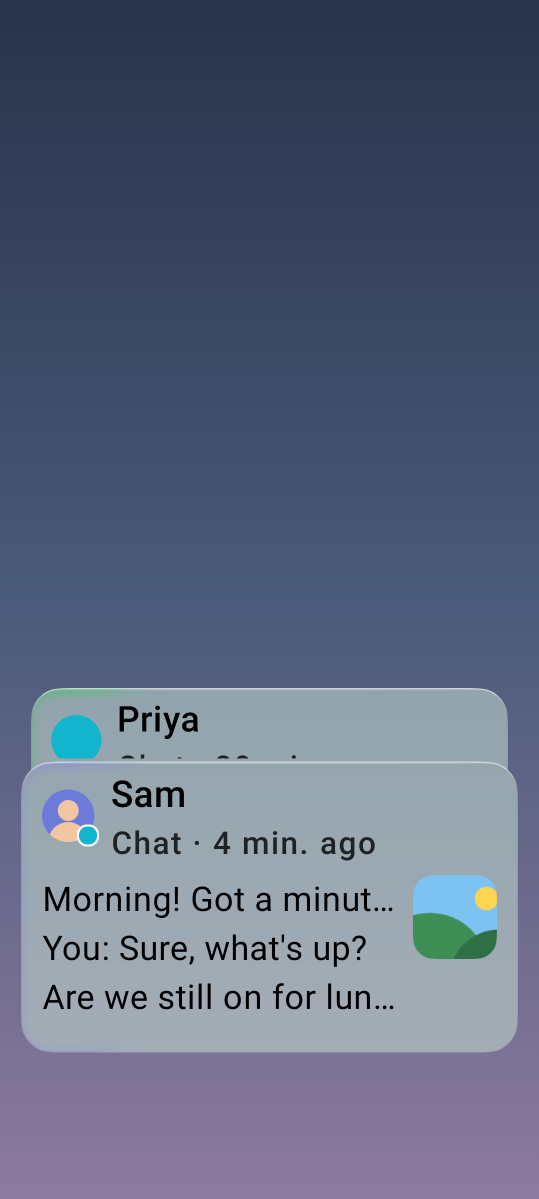 Priya
Sam
Chat · 4 min. ago
Morning! Got a minut…
You: Sure, what's up?
Are we still on for lun…